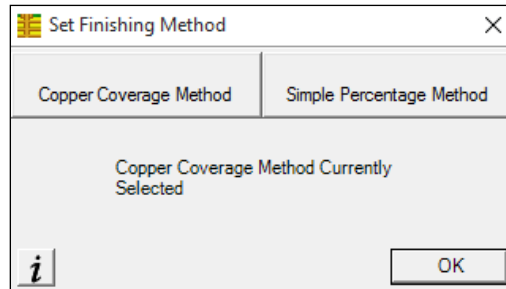 Set Finishing Method
Copper Coverage Method
Simple Percentage Method
Copper Coverage Method Currently
Selected
i
OK